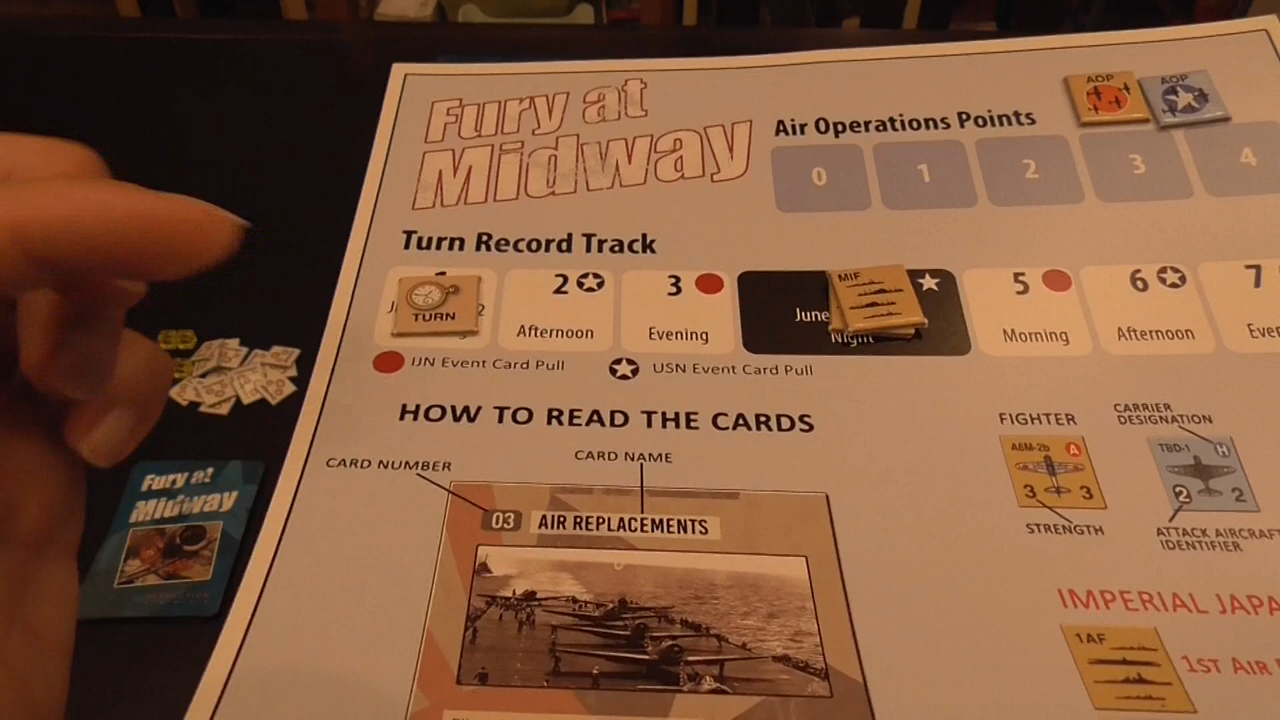 Fury at
Midway
Air Operations Points
AOP
AOP
0
1
2
3
4
Turn Record Track
TURN
2
Afternoon
3
Evening
June
Night
MIF
5
Morning
6
Afternoon
7
IJN Event Card Pull
USN Event Card Pull
HOW TO READ THE CARDS
CARD NUMBER
CARD NAME
03 AIR REPLACEMENTS
FIGHTER
CARRIER
DESIGNATION
A6M-2b A
3 3
TBD-1 H
2 2
STRENGTH
ATTACK AIRCRAFT
IDENTIFIER
IMPERIAL JAPA
1AF
1ST AIR
Fury at
Midway